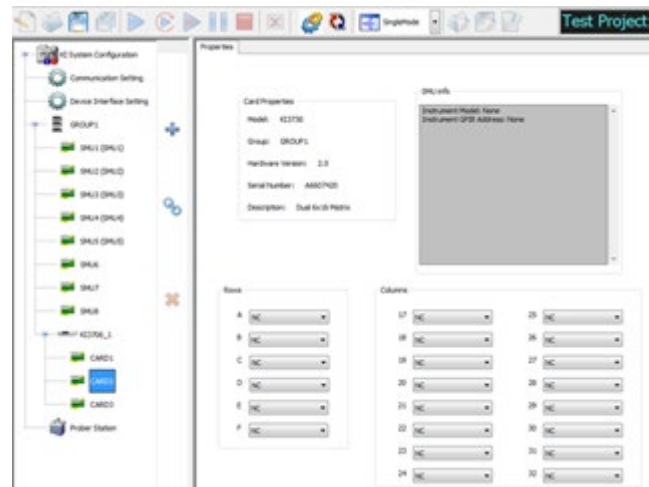 SingleMode
Test Project
KI System Configuration
Communication Setting
Device Interface Setting
GROUP1
SMU1 (SMU1)
SMU2 (SMU2)
SMU3 (SMU3)
SMU4 (SMU4)
SMU5 (SMU5)
SMU6
SMU7
SMU8
KI3706_1
CARD1
CARD2
CARD3
Prober Station
Properties
Card Properties
Model: KI3730
Group: GROUP1
Hardware Version: 2.0
Serial Number: A6607420
Description: Dual 6x16 Matrix
SMU Info
Instrument Model: None
Instrument GPIB Address: None
Rows
A NC
B NC
C NC
D NC
E NC
F NC
Columns
17 NC 25 NC
18 NC 26 NC
19 NC 27 NC
20 NC 28 NC
21 NC 29 NC
22 NC 30 NC
23 NC 31 NC
24 NC 32 NC